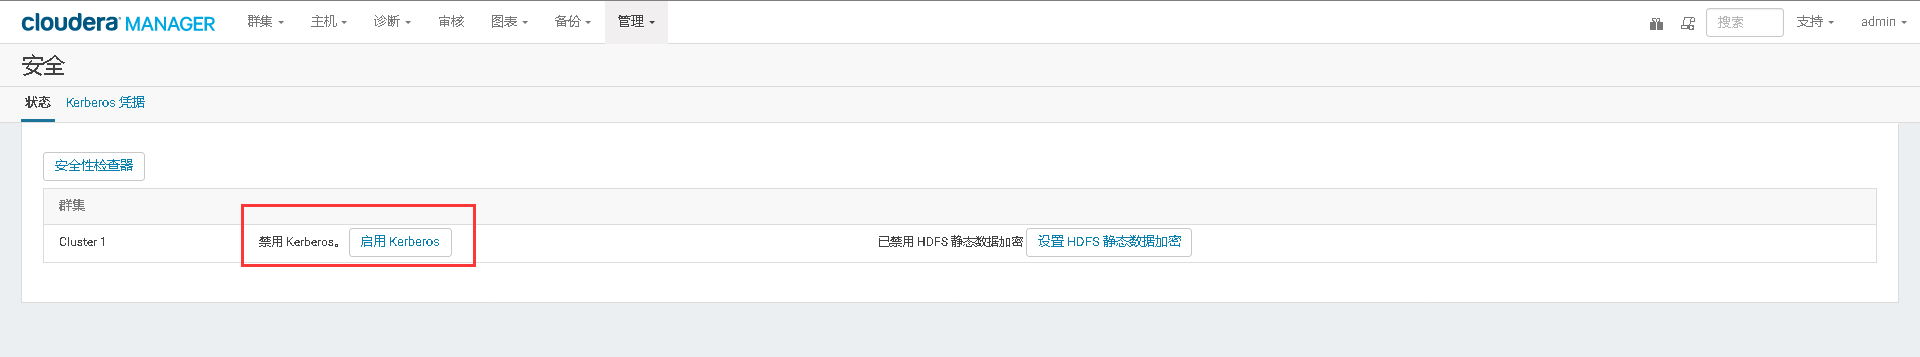 cloudera MANAGER 群集 主机 诊断 审核 图表 备份 管理 搜索 支持 admin
安全
状态 Kerberos 凭据
安全性检查器
群集
Cluster 1 禁用 Kerberos。 启用 Kerberos 已禁用 HDFS 静态数据加密 设置 HDFS 静态数据加密